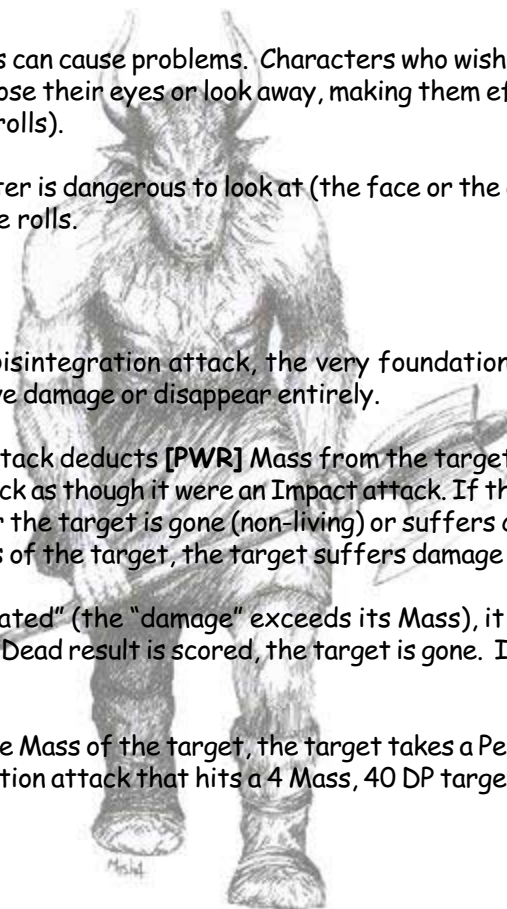 s can cause problems. Characters who wish
ose their eyes or look away, making them ef
rolls).
ter is dangerous to look at (the face or the
e rolls.
isintegration attack, the very foundation
ve damage or disappear entirely.
tack deducts [PWR] Mass from the target
ck as though it were an Impact attack. If th
r the target is gone (non-living) or suffers
s of the target, the target suffers damage
ated” (the “damage” exceeds its Mass), it
Dead result is scored, the target is gone. I
e Mass of the target, the target takes a Pe
tion attack that hits a 4 Mass, 40 DP targe